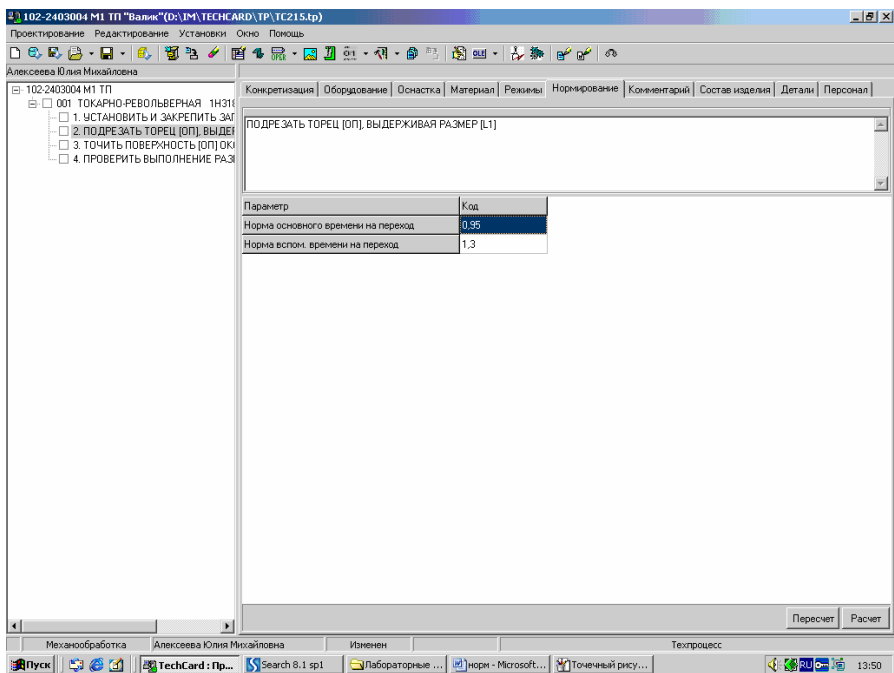 102-2403004 М1 ТП "Валик"(D:\IM\TECHCARD\TP\TC215.tp)
Проектирование Редактирование Установки Окно Помощь
Алексеева Юлия Михайловна
102-2403004 М1 ТП
001 ТОКАРНО-РЕВОЛЬВЕРНАЯ 1Н318
1. УСТАНОВИТЬ И ЗАКРЕПИТЬ ЗАГ
2. ПОДРЕЗАТЬ ТОРЕЦ [ОП], ВЫДЕР
3. ТОЧИТЬ ПОВЕРХНОСТЬ [ОП] ОК
4. ПРОВЕРИТЬ ВЫПОЛНЕНИЕ РАЗ
Конкретизация Оборудование Оснастка Материал Режимы Нормирование Комментарий Состав изделия Детали Персонал
ПОДРЕЗАТЬ ТОРЕЦ [ОП], ВЫДЕРЖИВАЯ РАЗМЕР [L1]
Параметр Код
Норма основного времени на переход 0,95
Норма вспом. времени на переход 1,3
Пересчет Расчет
Механообработка Алексеева Юлия Михайловна Изменен Техпроцесс
Пуск TechCard : Пр... Search 8.1 sp1 Лабораторные ... норм - Microsoft... Точечный рису... RU 13:50